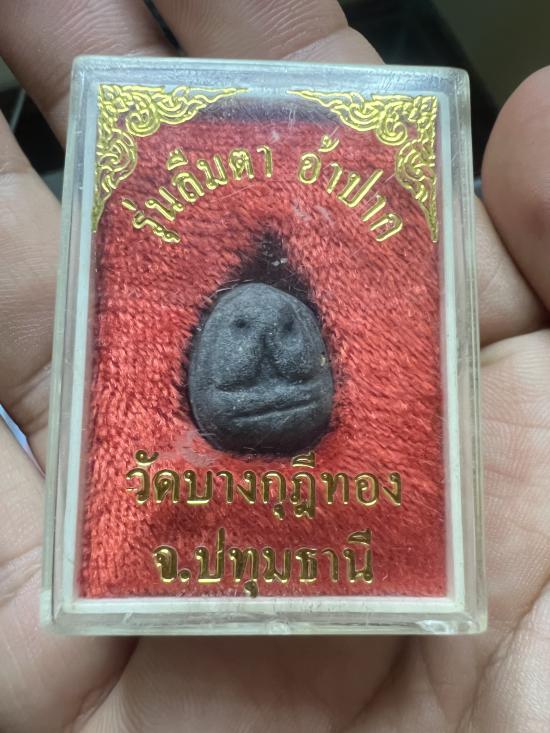 รุ่นลืมตา อ้าปาก
วัดบางกุฎีทอง
จ.ปทุมธานี